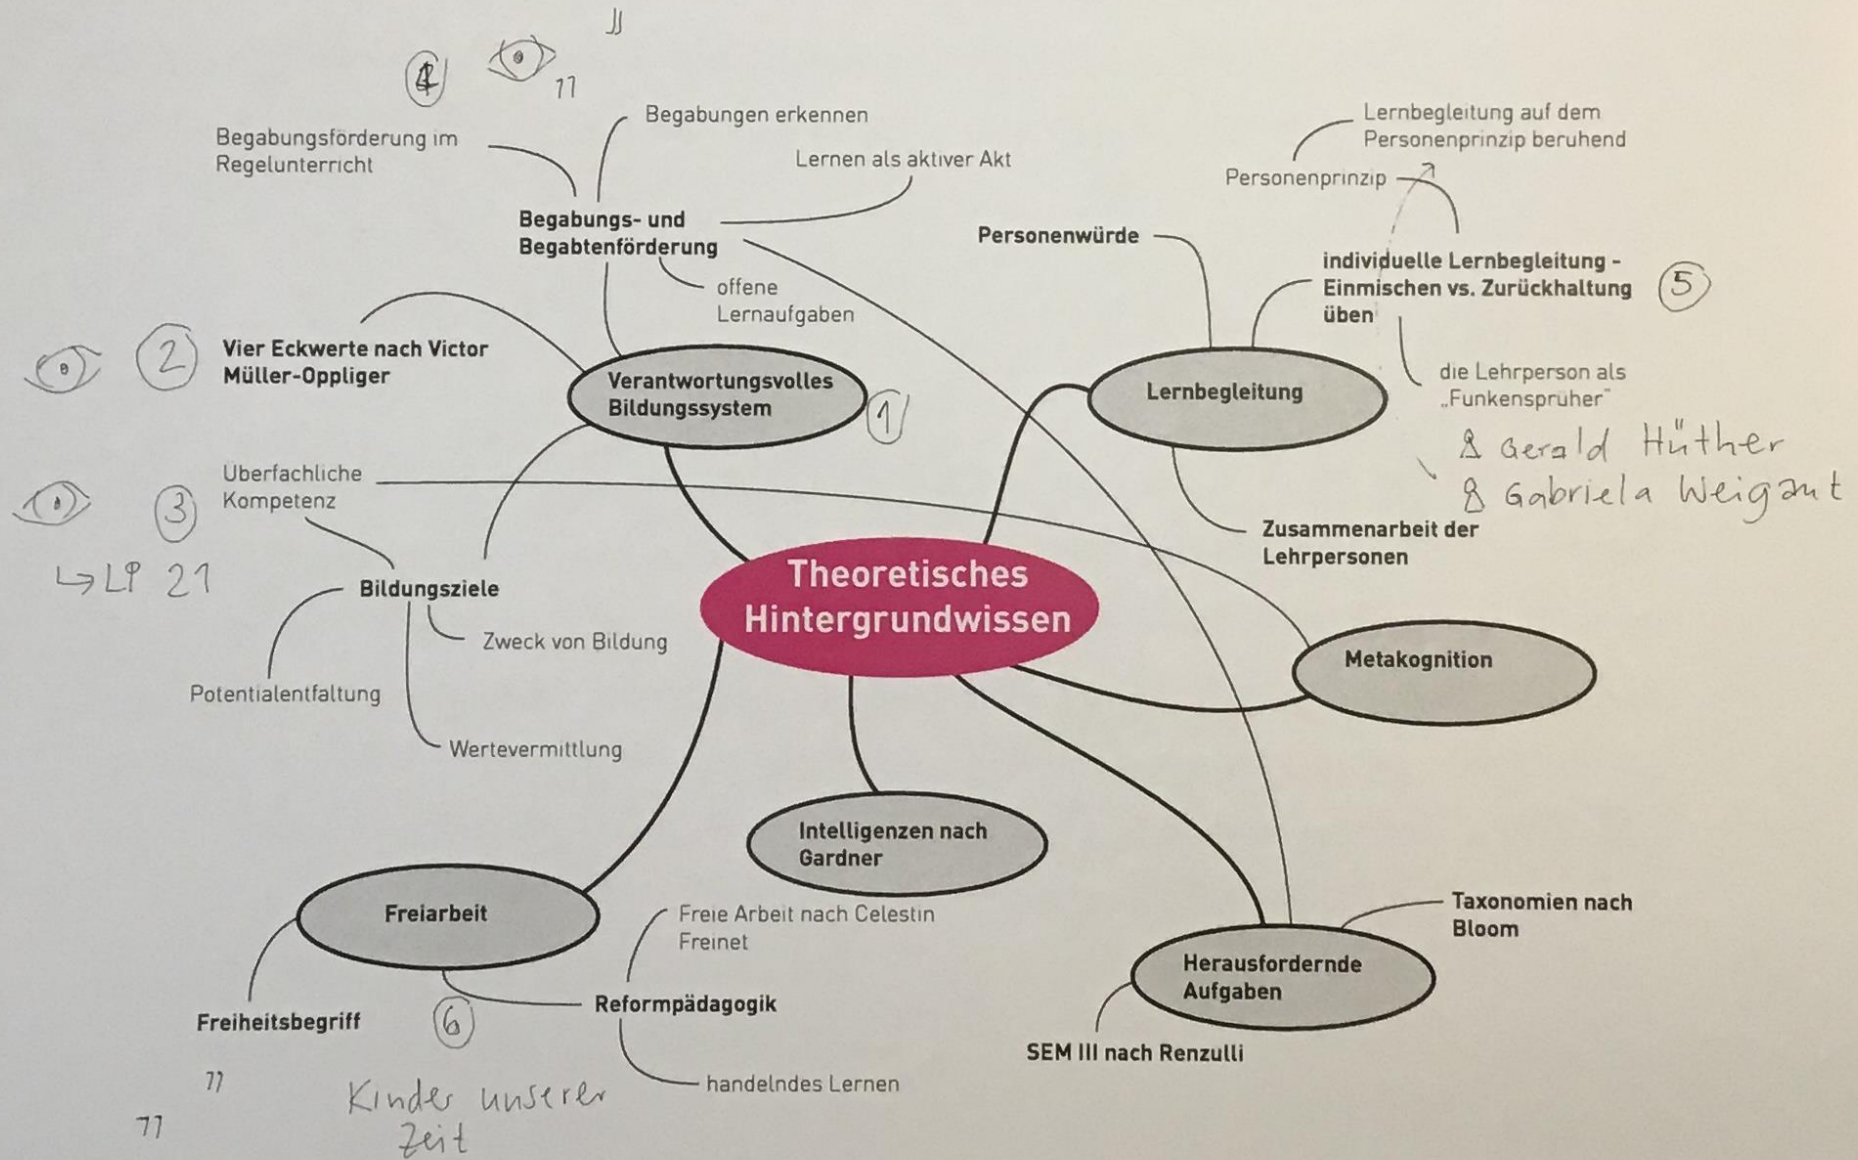 4
Begabungsförderung im
Regelunterricht
Begabungen erkennen
Lernen als aktiver Akt
Begabungs- und
Begabtenförderung
offene
Lernaufgaben
Lernbegleitung auf dem
Personenprinzip beruhend
Personenprinzip
Personenwürde
individuelle Lernbegleitung -
Einmischen vs. Zurückhaltung
üben
5
die Lehrperson als
„Funkensprüher“
Gerald Hüther
Gabriela Weigant
2
Vier Eckwerte nach Victor
Müller-Oppliger
Verantwortungsvolles
Bildungssystem
1
Lernbegleitung
Zusammenarbeit der
Lehrpersonen
3
Überfachliche
Kompetenz
↳ LP 21
Bildungsziele
Zweck von Bildung
Potentialentfaltung
Wertevermittlung
Theoretisches
Hintergrundwissen
Metakognition
Intelligenzen nach
Gardner
Freiarbeit
Freie Arbeit nach Celestin
Freinet
Freiheitsbegriff
6
Reformpädagogik
handelndes Lernen
Kinder unserer
Zeit
Taxonomien nach
Bloom
Herausfordernde
Aufgaben
SEM III nach Renzulli